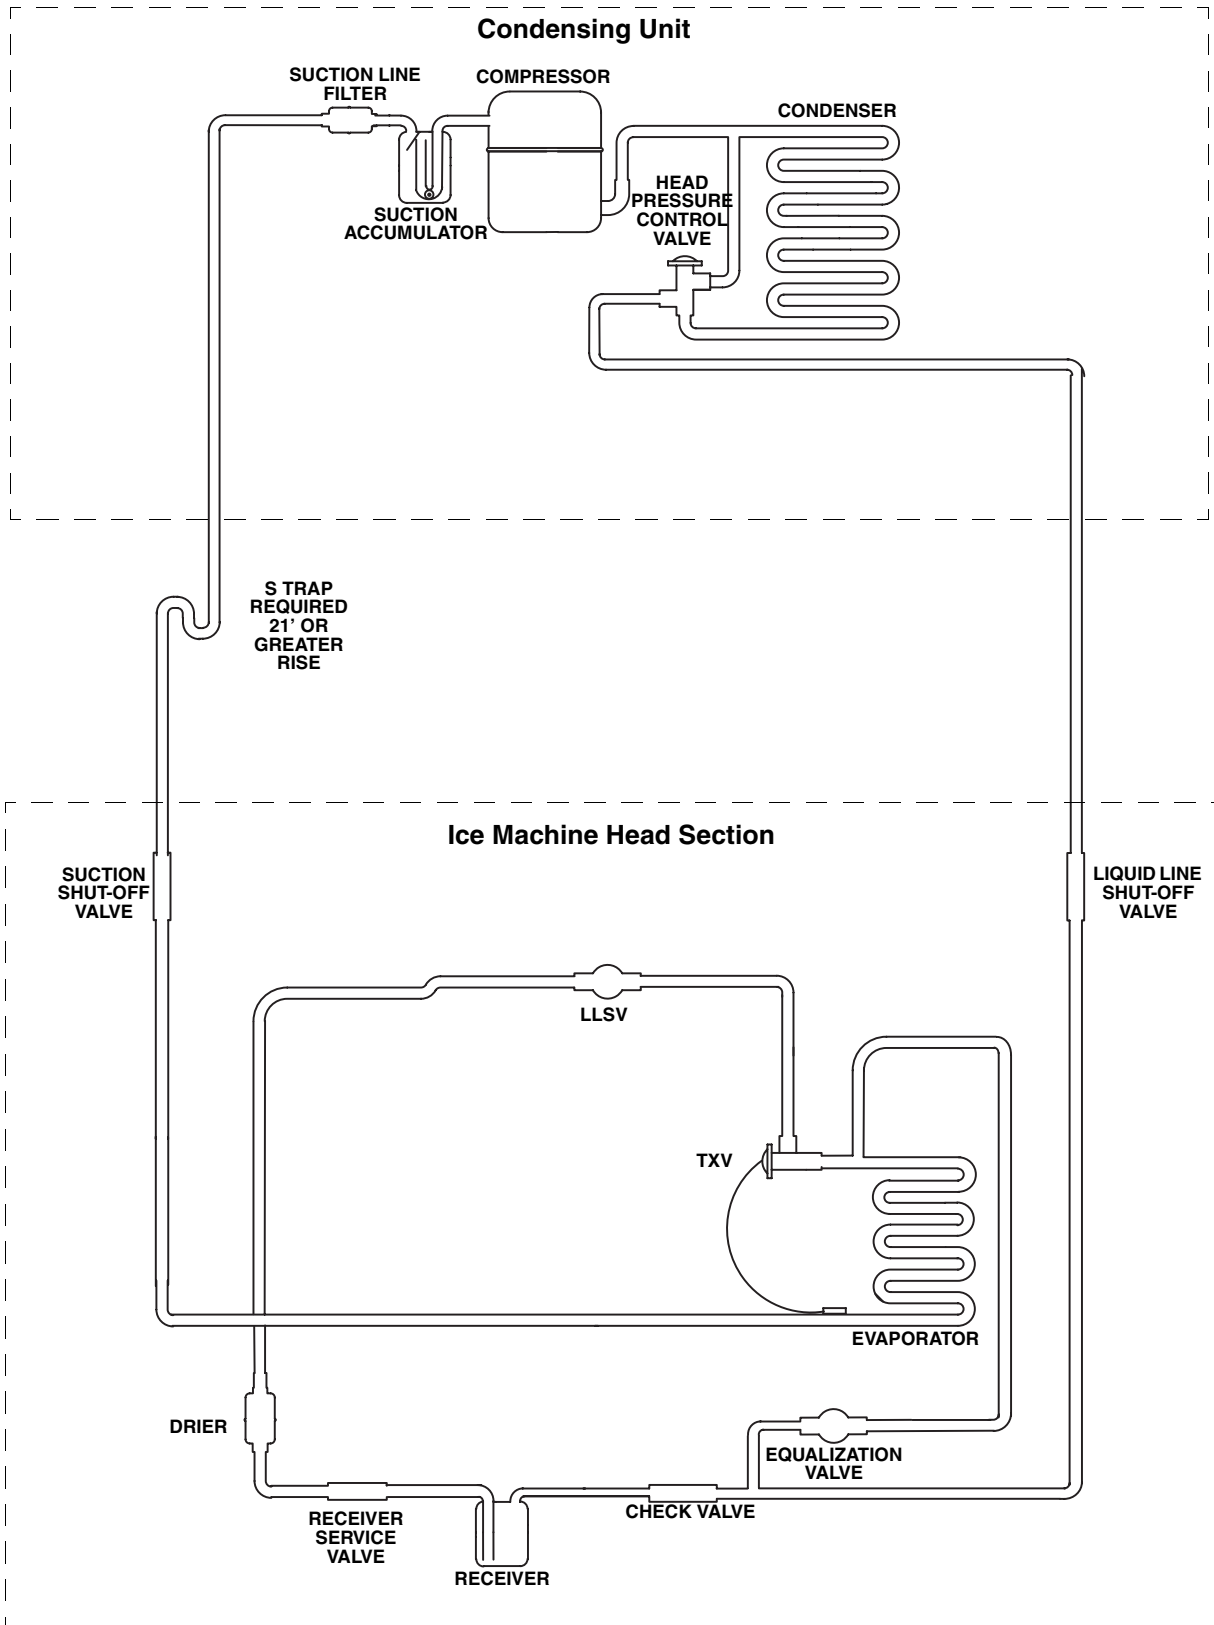 Condensing Unit
SUCTION LINE
FILTER
COMPRESSOR
CONDENSER
HEAD
PRESSURE
CONTROL
VALVE
SUCTION
ACCUMULATOR
S TRAP
REQUIRED
21’ OR
GREATER
RISE
Ice Machine Head Section
SUCTION
SHUT-OFF
VALVE
LIQUID LINE
SHUT-OFF
VALVE
LLSV
TXV
EVAPORATOR
DRIER
EQUALIZATION
VALVE
RECEIVER
SERVICE
VALVE
CHECK VALVE
RECEIVER